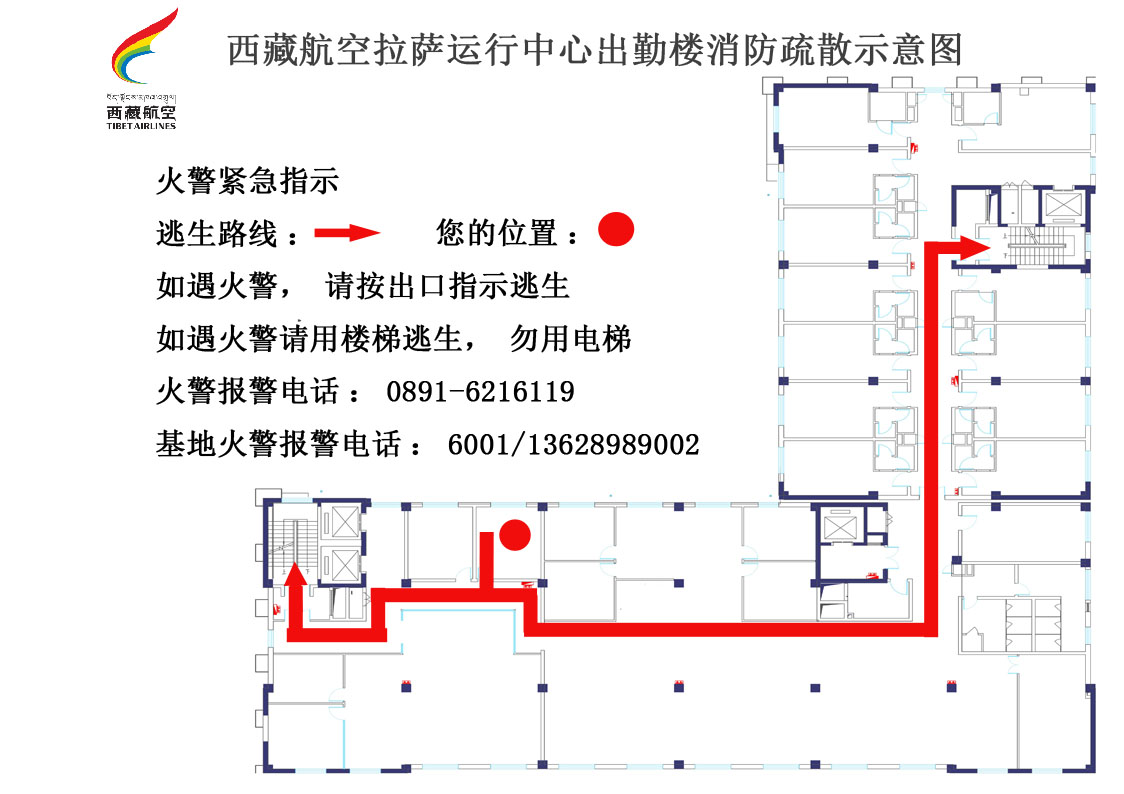 西藏航空拉萨运行中心出勤楼消防疏散示意图
西藏航空
TIBET AIRLINES
火警紧急指示
逃生路线：
您的位置：
如遇火警， 请按出口指示逃生
如遇火警请用楼梯逃生， 勿用电梯
火警报警电话： 0891-6216119
基地火警报警电话： 6001/13628989002
上
下
上
下